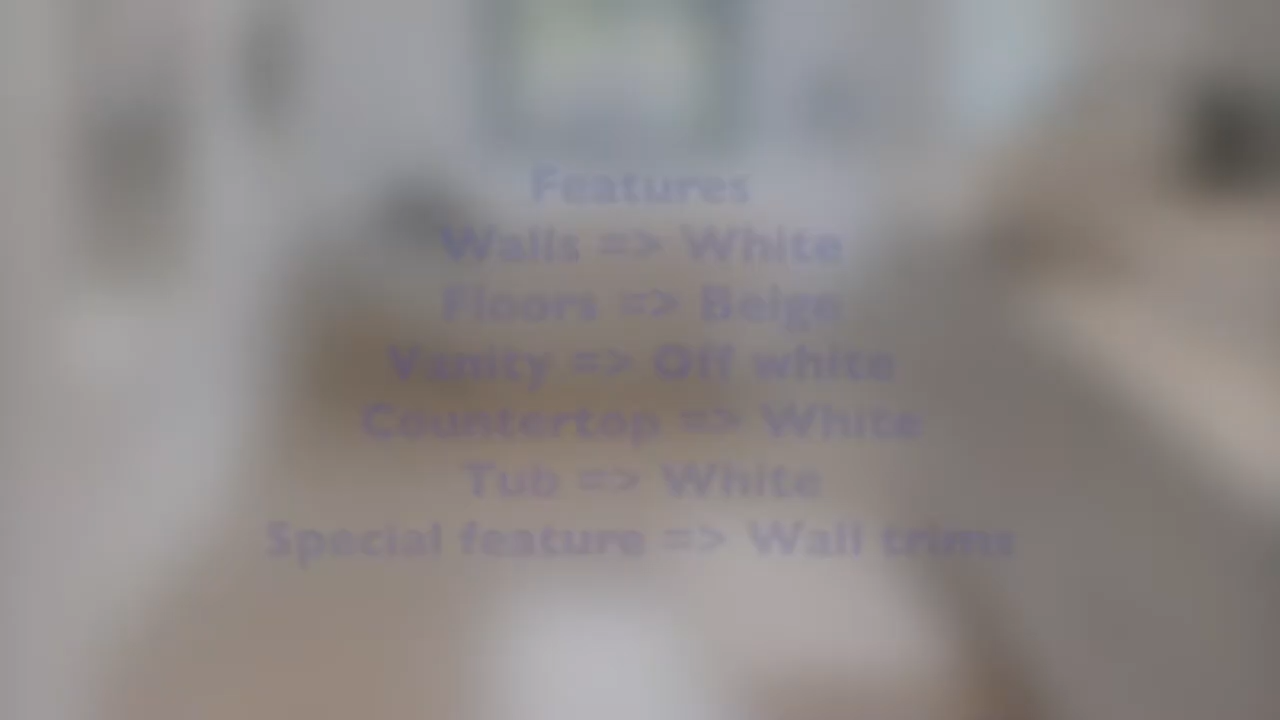 Features
Walls => White
Floors => Beige
Vanity => Off white
Countertop => White
Tub => White
Special feature => Wall trims